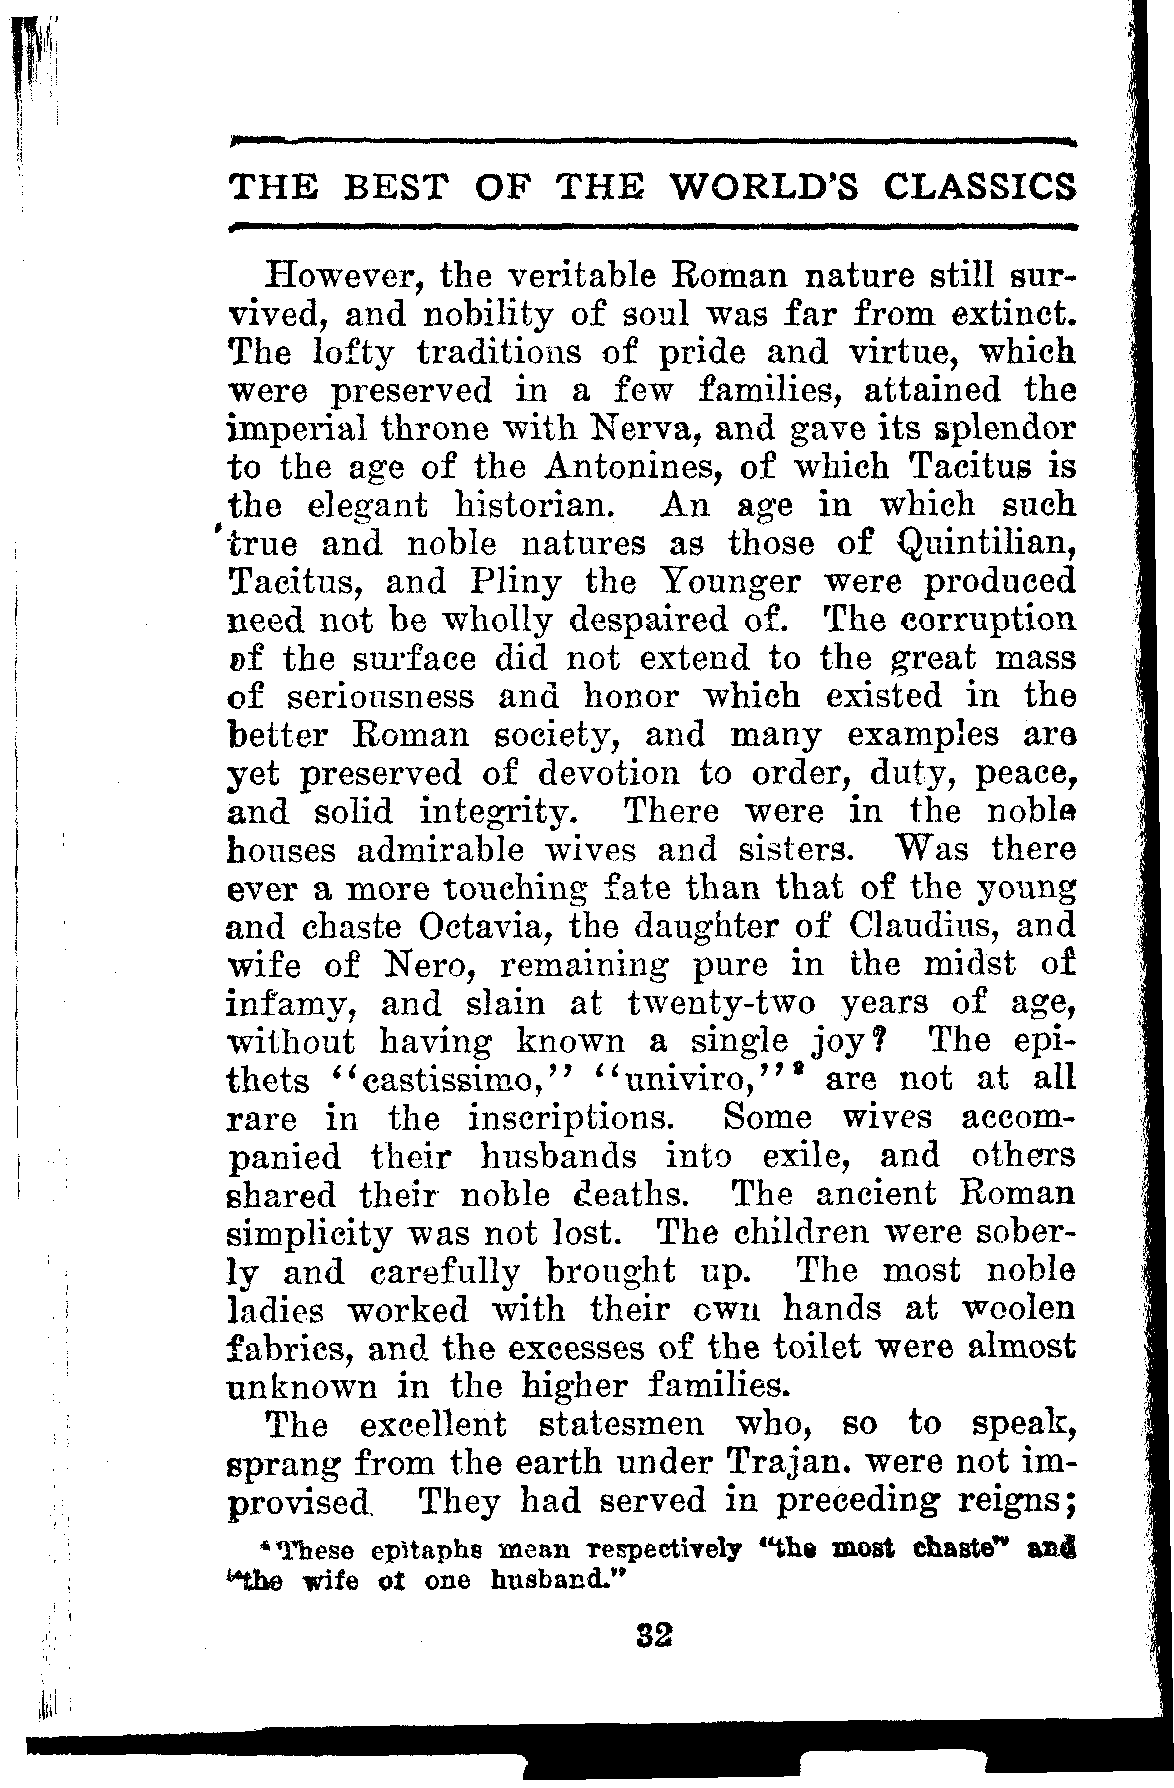 THE BEST OF THE WORLD'S CLASSICS
However, the veritable Roman nature still sur-
vived, and nobility of soul was far from extinct.
The lofty traditions of pride and virtue, which
were preserved in a few families, attained the
imperial throne with Nerva, and gave its splendor
to the age of the Antonines, of which Tacitus is
the elegant historian. An age in which such
true and noble natures as those of Quintilian,
Tacitus, and Pliny the Younger were produced
need not be wholly despaired of. The corruption
of the surface did not extend to the great mass
of seriousness and honor which existed in the
better Roman society, and many examples are
yet preserved of devotion to order, duty, peace,
and solid integrity. There were in the noble
houses admirable wives and sisters. Was there
ever a more touching fate than that of the young
and chaste Octavia, the daughter of Claudius, and
wife of Nero, remaining pure in the midst of
infamy, and slain at twenty-two years of age,
without having known a single joy? The epi-
thets "castissimo," "univiro,"* are not at all
rare in the inscriptions. Some wives accom-
panied their husbands into exile, and others
shared their noble deaths. The ancient Roman
simplicity was not lost. The children were sober-
ly and carefully brought up. The most noble
ladies worked with their own hands at woolen
fabrics, and the excesses of the toilet were almost
unknown in the higher families.
The excellent statesmen who, so to speak,
sprang from the earth under Trajan. were not im-
provised. They had served in preceding reigns;
*These epitaphs mean respectively "the most chaste" and
"the wife of one husband."
32